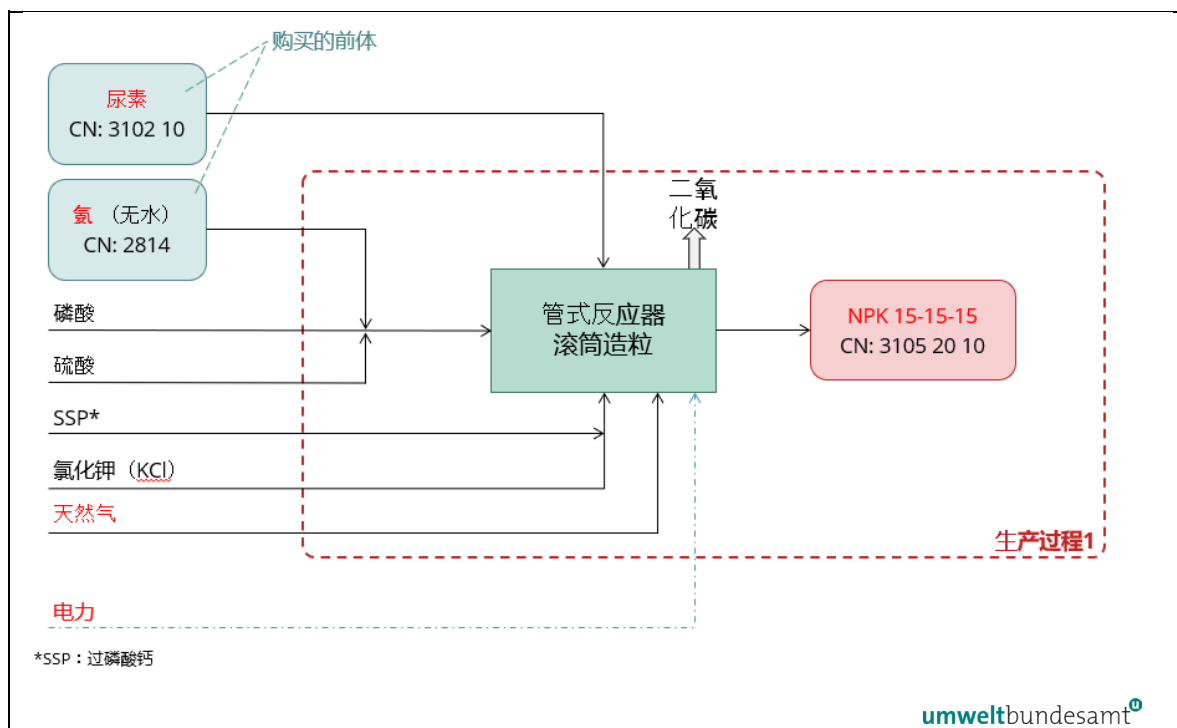 购买的前体
尿素
CN: 3102 10
氨 （无水）
CN: 2814
二氧
化碳
磷酸
硫酸
SSP*
氯化钾（KCl）
天然气
管式反应器
滚筒造粒
NPK 15-15-15
CN: 3105 20 10
生产过程1
电力
*SSP：过磷酸钙
umweltbundesamt
u